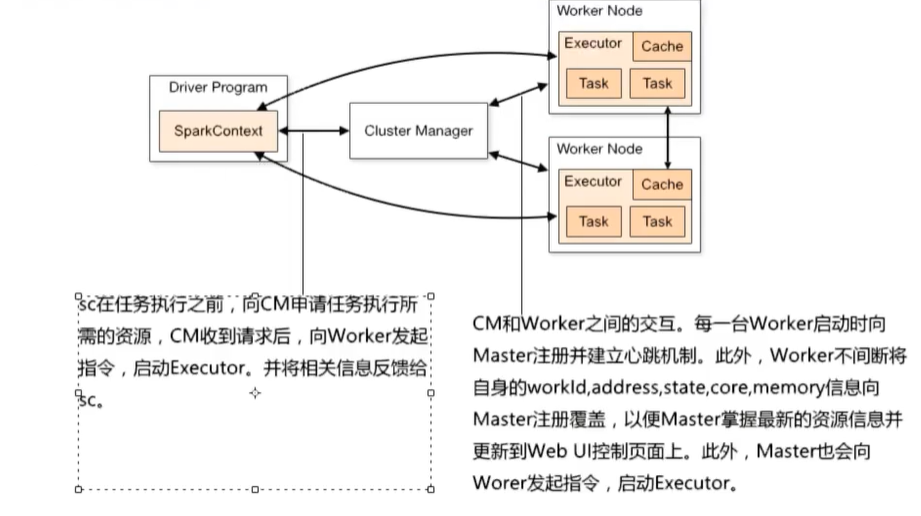 Worker Node
Executor
Cache
Task
Task
Driver Program
SparkContext
Cluster Manager
Worker Node
Executor
Cache
Task
Task
sc在任务执行之前，向CM申请任务执行所
需的资源，CM收到请求后，向Worker发起
指令，启动Executor。并将相关信息反馈给
sc。
CM和Worker之间的交互。每一台Worker启动时向
Master注册并建立心跳机制。此外，Worker不间断将
自身的workId,address,state,core,memory信息向
Master注册覆盖，以便Master掌握最新的资源信息并
更新到Web UI控制页面上。此外，Master也会向
Worer发起指令，启动Executor。